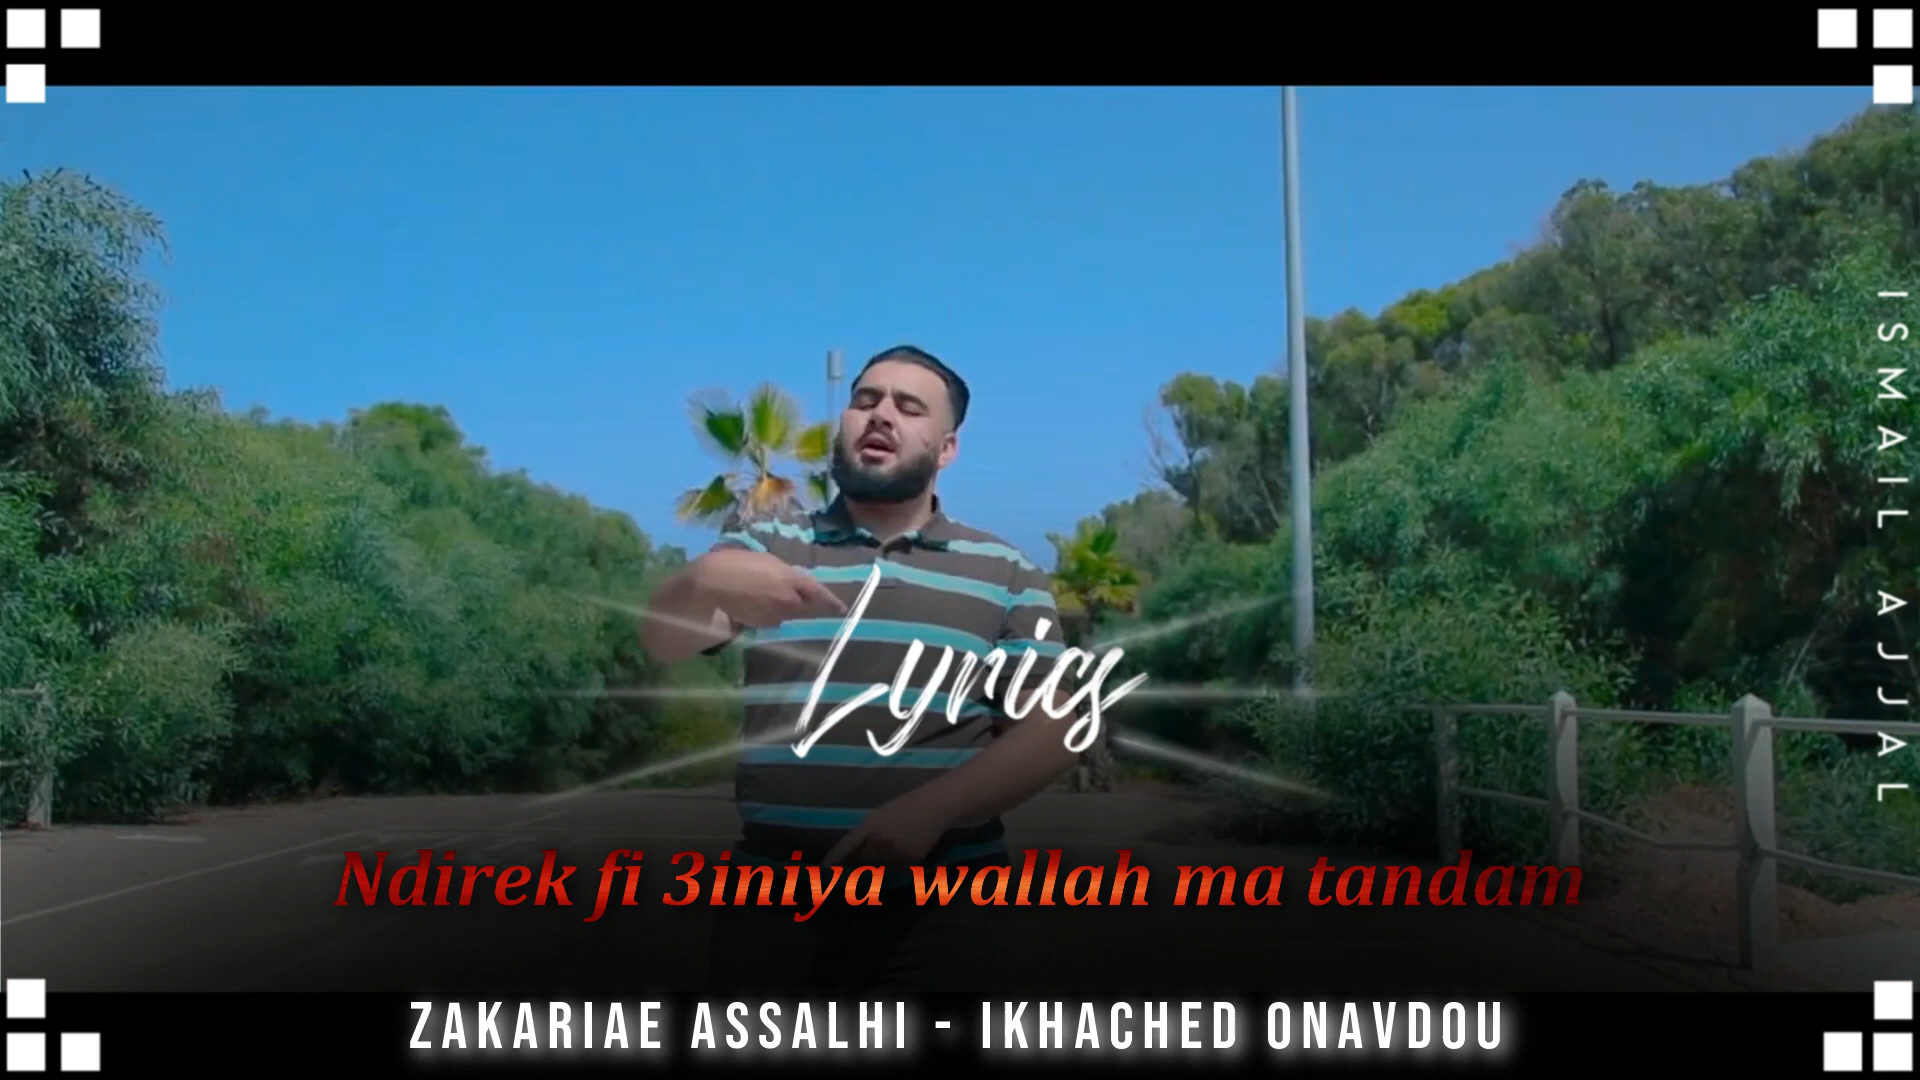 ISMAIL AJJAL
Lyrics
Ndirek fi 3iniya wallah ma tandam
ZAKARIAE ASSALHI - IKHACHED ONAVDOU